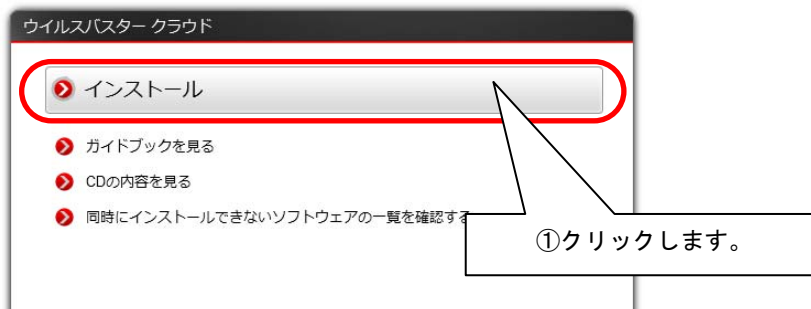 ウイルスバスター クラウド
インストール
ガイドブックを見る
CDの内容を見る
同時にインストールできないソフトウェアの一覧を確認する
①クリックします。